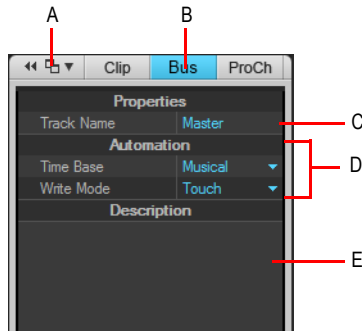 A
B
Clip Bus ProCh
Properties
Track Name Master
C
Automation
Time Base Musical
D
Write Mode Touch
Description
E